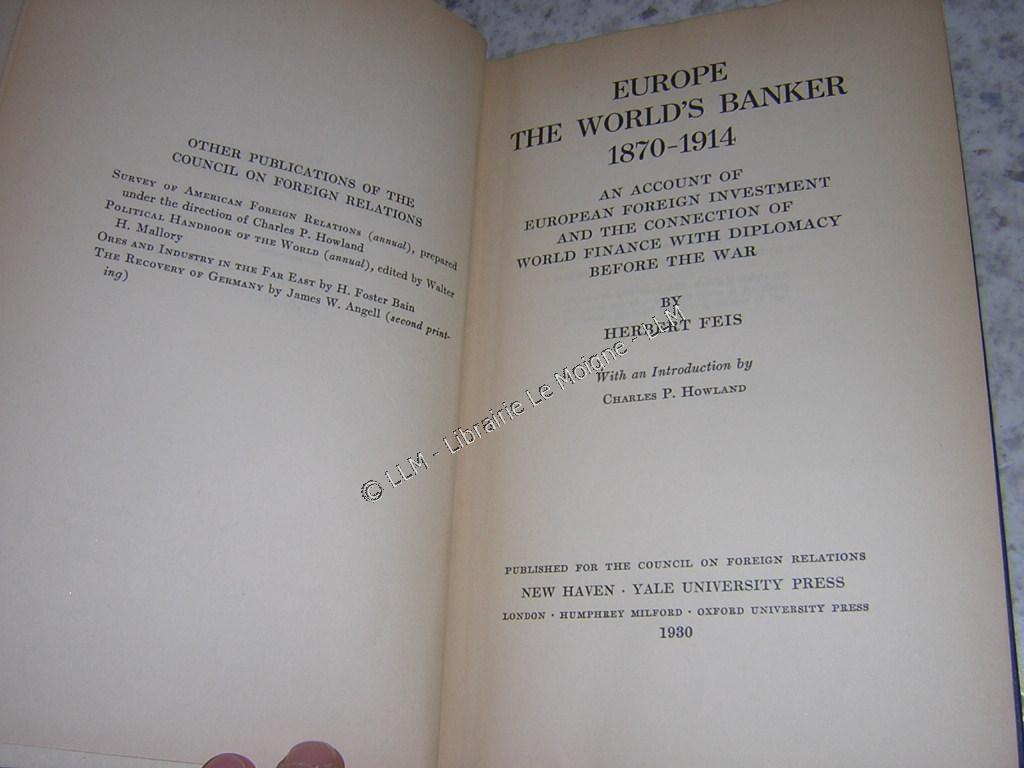 OTHER PUBLICATIONS OF THE
COUNCIL ON FOREIGN RELATIONS
SURVEY OF AMERICAN FOREIGN RELATIONS (annual), prepared
under the direction of Charles P. Howland
POLITICAL HANDBOOK OF THE WORLD (annual), edited by Walter
H. Mallory
ORES AND INDUSTRY IN THE FAR EAST by H. Foster Bain
THE RECOVERY OF GERMANY by James W. Angell (second print-
ing)
EUROPE
THE WORLD'S BANKER
1870-1914
AN ACCOUNT OF
EUROPEAN FOREIGN INVESTMENT
AND THE CONNECTION OF
WORLD FINANCE WITH DIPLOMACY
BEFORE THE WAR
BY
HERBERT FEIS
With an Introduction by
CHARLES P. HOWLAND
PUBLISHED FOR THE COUNCIL ON FOREIGN RELATIONS
NEW HAVEN · YALE UNIVERSITY PRESS
LONDON · HUMPHREY MILFORD · OXFORD UNIVERSITY PRESS
1930
© LLM - Librairie Le Moigne - LLM